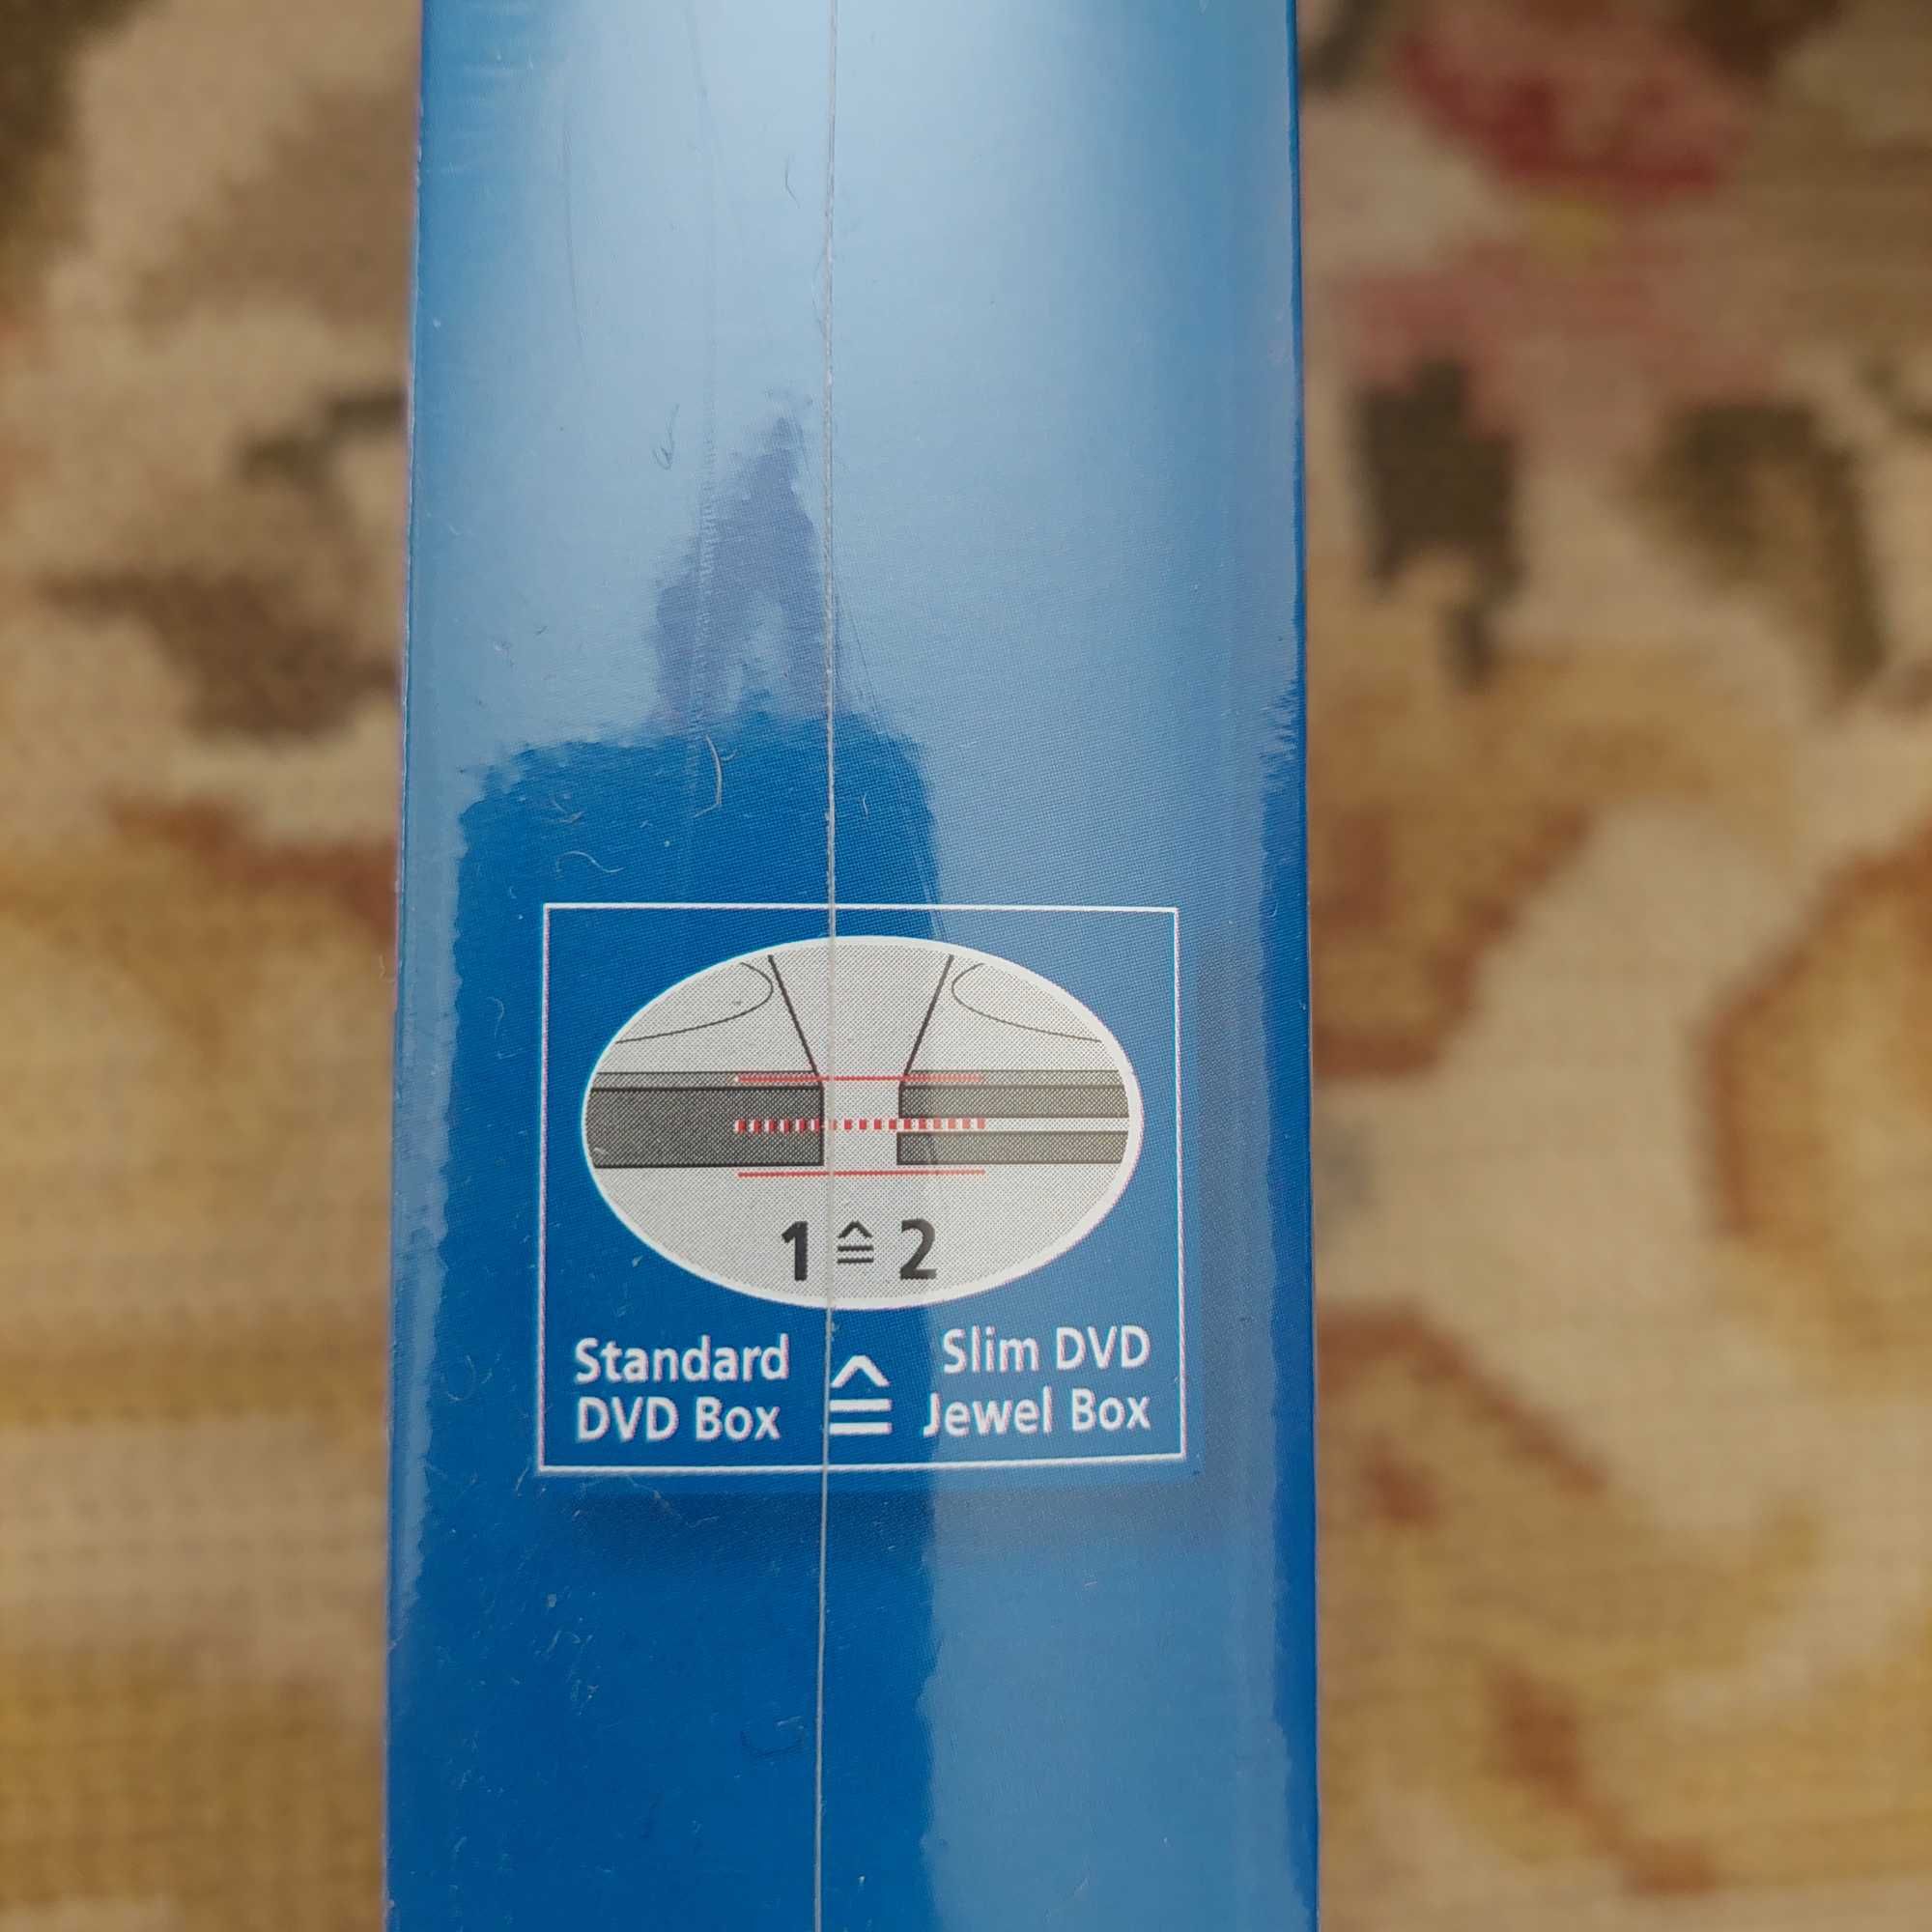 1 ≙ 2
Standard DVD Box ≙ Slim DVD Jewel Box